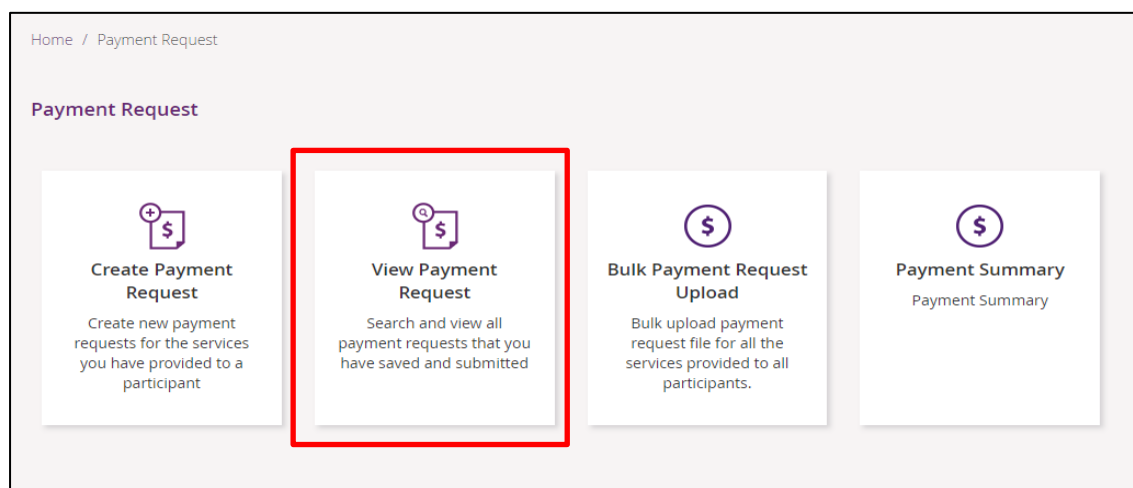 Home / Payment Request
Payment Request
Create Payment
Request
Create new payment
requests for the services
you have provided to a
participant
View Payment
Request
Search and view all
payment requests that you
have saved and submitted
Bulk Payment Request
Upload
Bulk upload payment
request file for all the
services provided to all
participants.
Payment Summary
Payment Summary